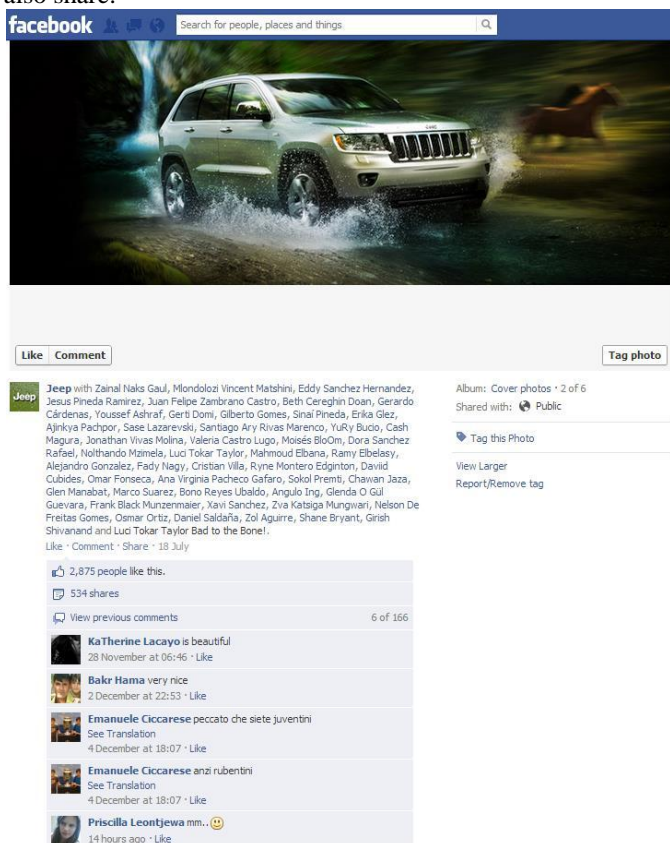 also share.
facebook
Search for people, places and things
Like Comment
Tag photo
Jeep
Jeep with Zainal Naks Gaul, Mlondolozi Vincent Matshini, Eddy Sanchez Hernandez,
Jesus Pineda Ramirez, Juan Felipe Zambrano Castro, Beth Cereghin Doan, Gerardo
Cárdenas, Youssef Ashraf, Gerti Domi, Gilberto Gomes, Sinaí Pineda, Erika Glez,
Ajinkya Pachpor, Sase Lazarevski, Santiago Ary Rivas Marenco, YuRy Bucio, Cash
Magura, Jonathan Vivas Molina, Valeria Castro Lugo, Moisés BloOm, Dora Sanchez
Rafael, Nolthando Mzimela, Luci Tokar Taylor, Mahmoud Elbana, Ramy Elbelasy,
Alejandro Gonzalez, Fady Nagy, Cristian Villa, Ryne Montero Edginton, Daviid
Cubides, Omar Fonseca, Ana Virginia Pacheco Gafaro, Sokol Premti, Chawan Jaza,
Glen Manabat, Marco Suarez, Bono Reyes Ubaldo, Angulo Ing, Glenda O Gül
Guevara, Frank Black Munzenmaier, Xavi Sanchez, Zva Katsiga Mungwari, Nelson De
Freitas Gomes, Osmar Ortiz, Daniel Saldaña, Zol Aguirre, Shane Bryant, Girish
Shivanand and Luci Tokar Taylor Bad to the Bone!.
Like · Comment · Share · 18 July
Album: Cover photos · 2 of 6
Shared with: Public
Tag this Photo
View Larger
Report/Remove tag
2,875 people like this.
534 shares
View previous comments 6 of 166
KaTherine Lacayo is beautiful
28 November at 06:46 · Like
Bakr Hama very nice
2 December at 22:53 · Like
Emanuele Ciccarese peccato che siete juventini
See Translation
4 December at 18:07 · Like
Emanuele Ciccarese anzi rubentini
See Translation
4 December at 18:07 · Like
Priscilla Leontjewa mm..
14 hours ago · Like